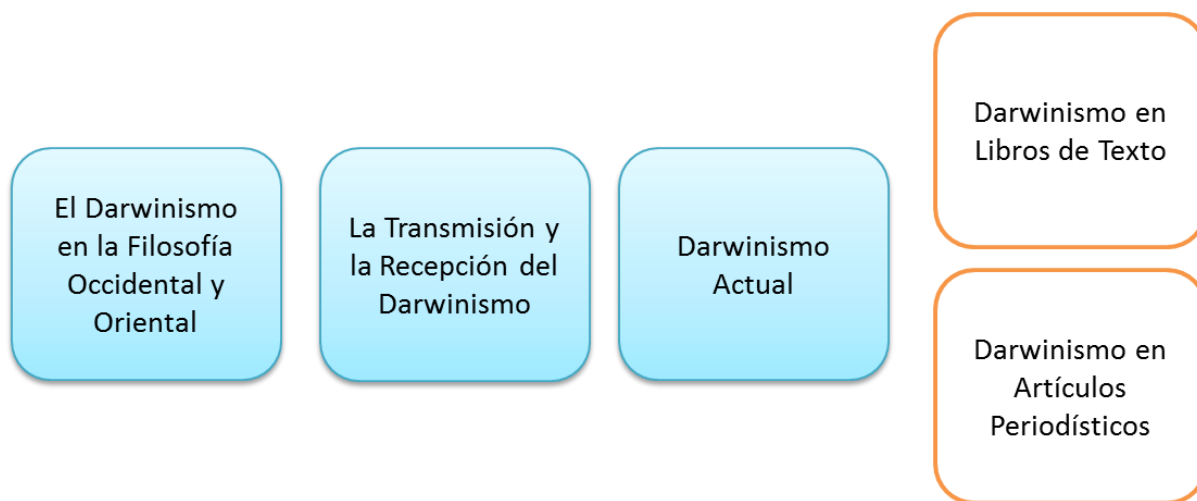 El Darwinismo
en la Filosofía
Occidental y
Oriental
La Transmisión y
la Recepción del
Darwinismo
Darwinismo
Actual
Darwinismo en
Libros de Texto
Darwinismo en
Artículos
Periodísticos